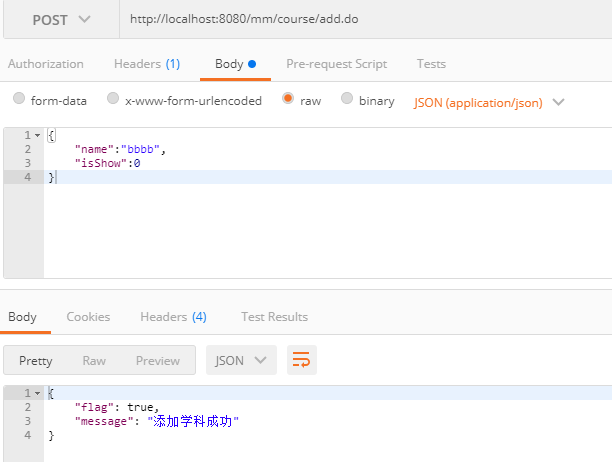 POST http://localhost:8080/mm/course/add.do
Authorization Headers (1) Body Pre-request Script Tests
form-data x-www-form-urlencoded raw binary JSON (application/json)
1 {
2 "name":"bbbb",
3 "isShow":0
4 }
Body Cookies Headers (4) Test Results
Pretty Raw Preview JSON
1 {
2 "flag": true,
3 "message": "添加学科成功"
4 }